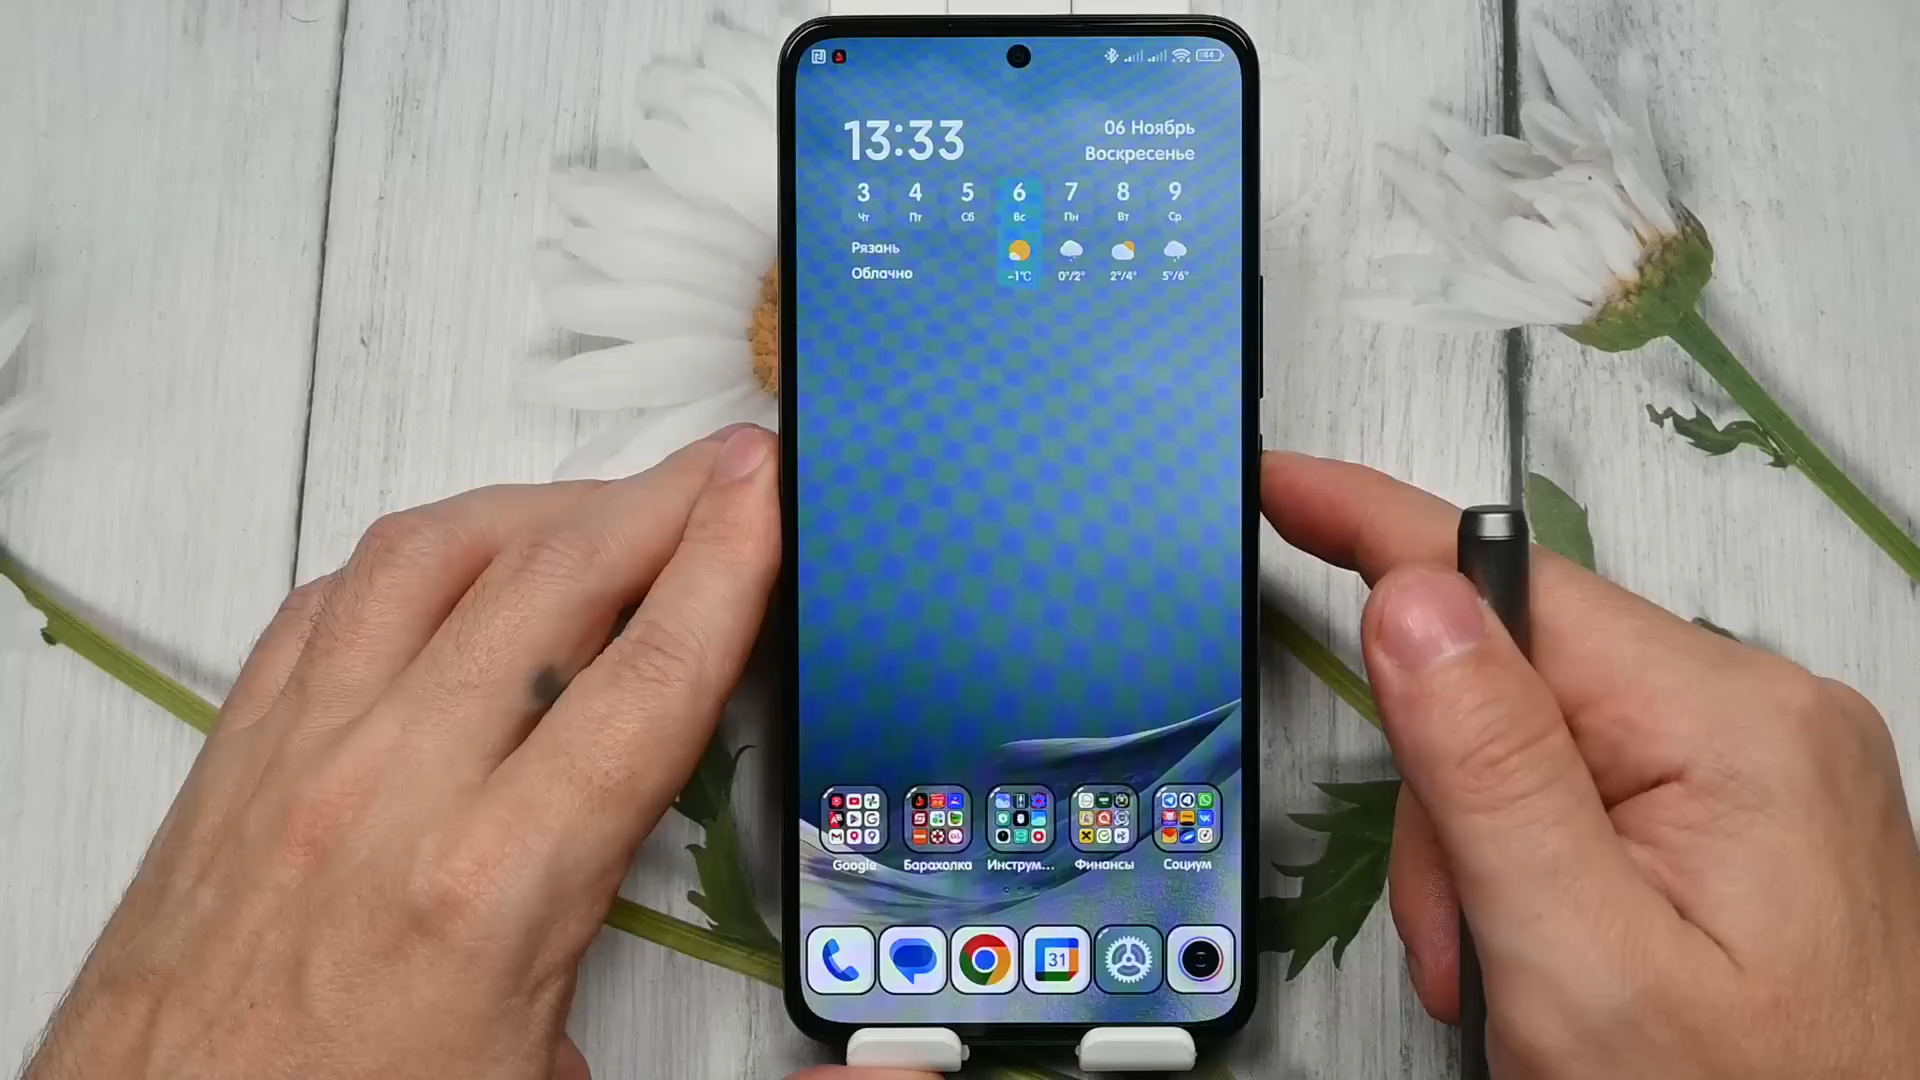 44
13:33
06 Ноябрь
Воскресенье
3 4 5 6 7 8 9
Чт Пт Сб Вс Пн Вт Ср
Рязань
Облачно
-1°C 0°/2° 2°/4° 5°/6°
Google Барахолка Инструм... Финансы Социум
31